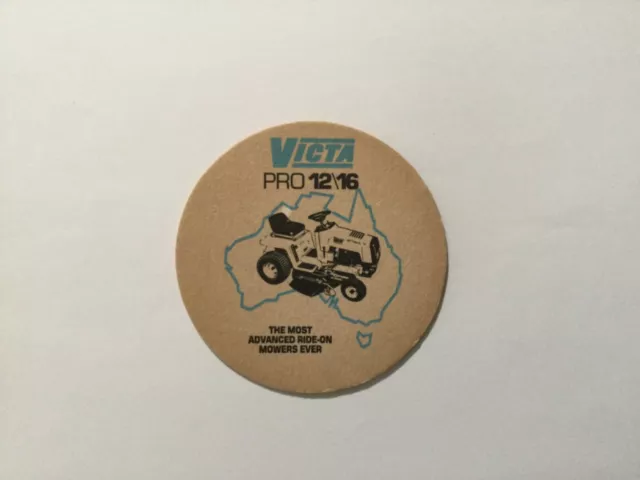 VICTA
PRO 12\16
THE MOST
ADVANCED RIDE-ON
MOWERS EVER